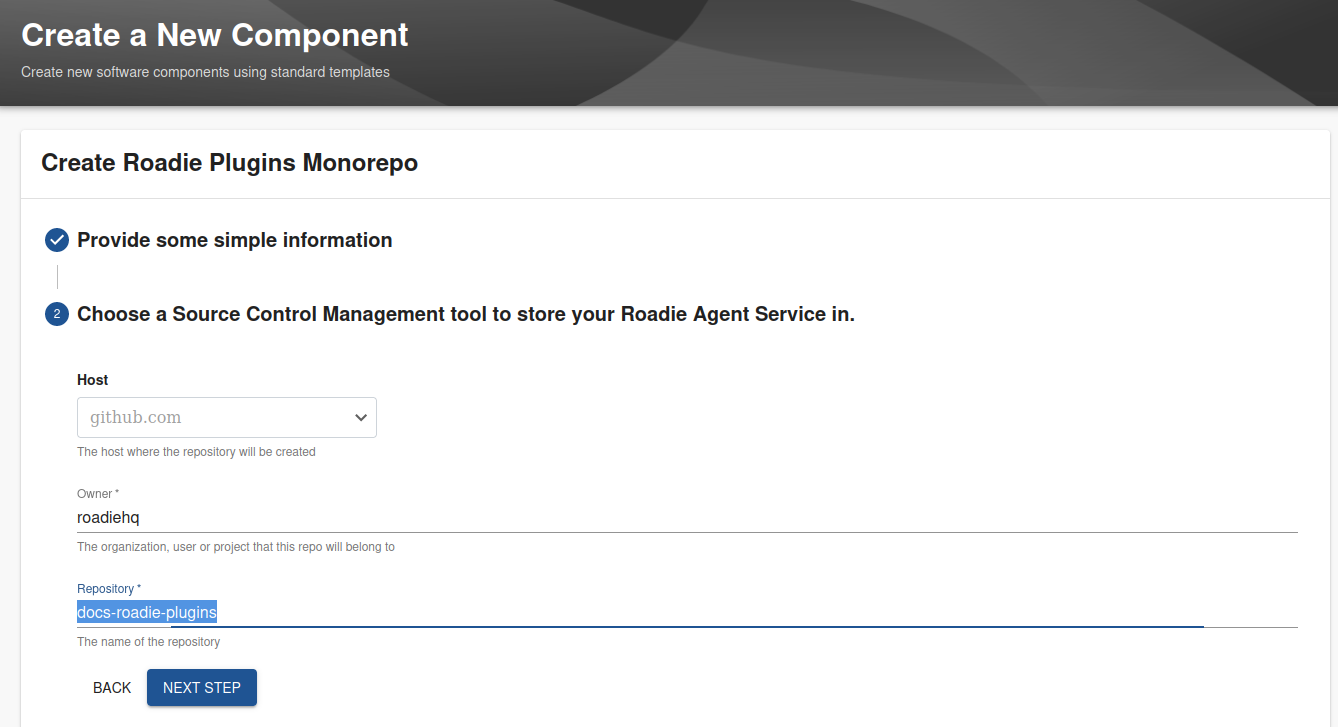 Create a New Component
Create new software components using standard templates
Create Roadie Plugins Monorepo
Provide some simple information
2 Choose a Source Control Management tool to store your Roadie Agent Service in.
Host
github.com
The host where the repository will be created
Owner *
roadiehq
The organization, user or project that this repo will belong to
Repository *
docs-roadie-plugins
The name of the repository
BACK NEXT STEP